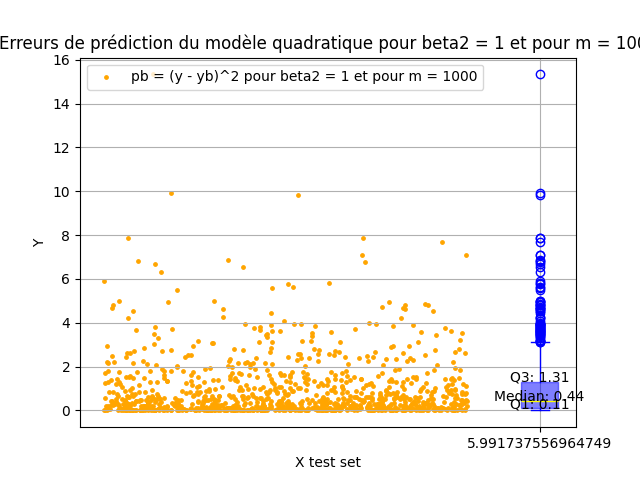 Erreurs de prédiction du modèle quadratique pour beta2 = 1 et pour m = 100
pb = (y - yb)^2 pour beta2 = 1 et pour m = 1000
16
14
12
10
8
6
4
2
0
Y
Q3: 1.31
Median: 0.44
Q1: 0.11
5.991737556964749
X test set